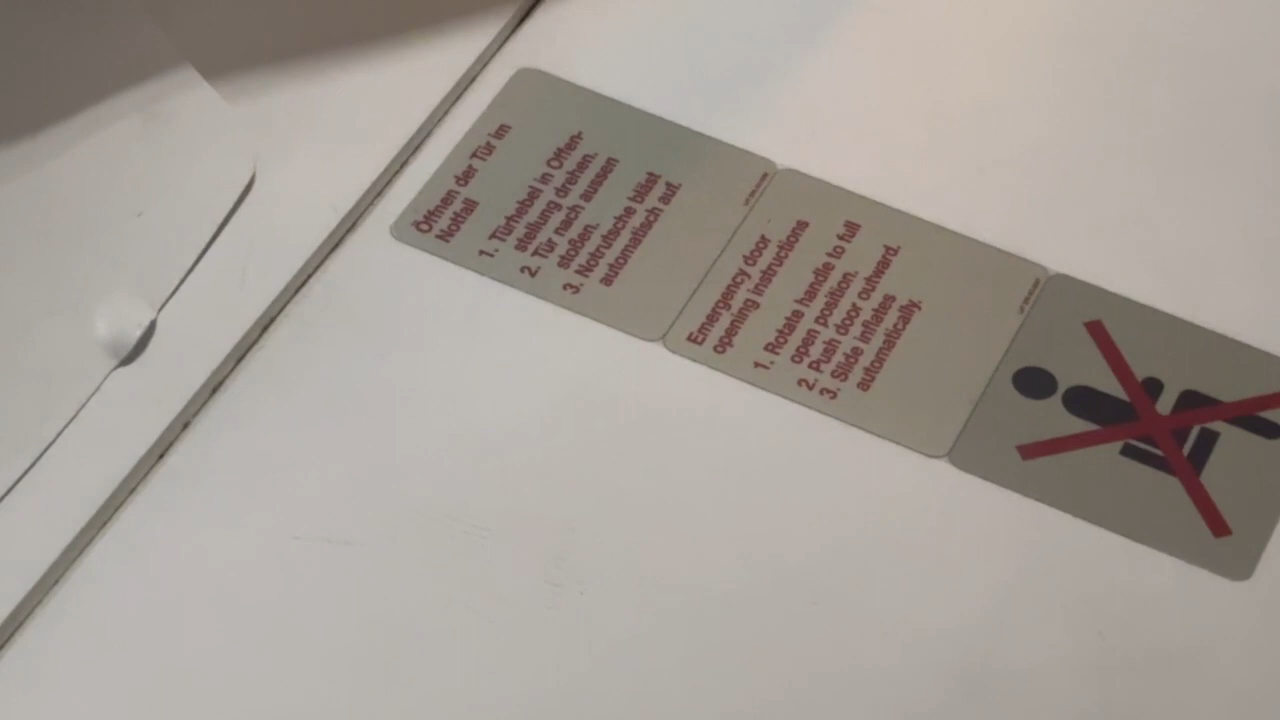 Öffnen der Tür im
Notfall
1. Türhebel in Offen-
stellung drehen.
2. Tür nach aussen
stoßen.
3. Notrutsche bläst
automatisch auf.
Emergency door
opening instructions
1. Rotate handle to full
open position.
2. Push door outward.
3. Slide inflates
automatically.